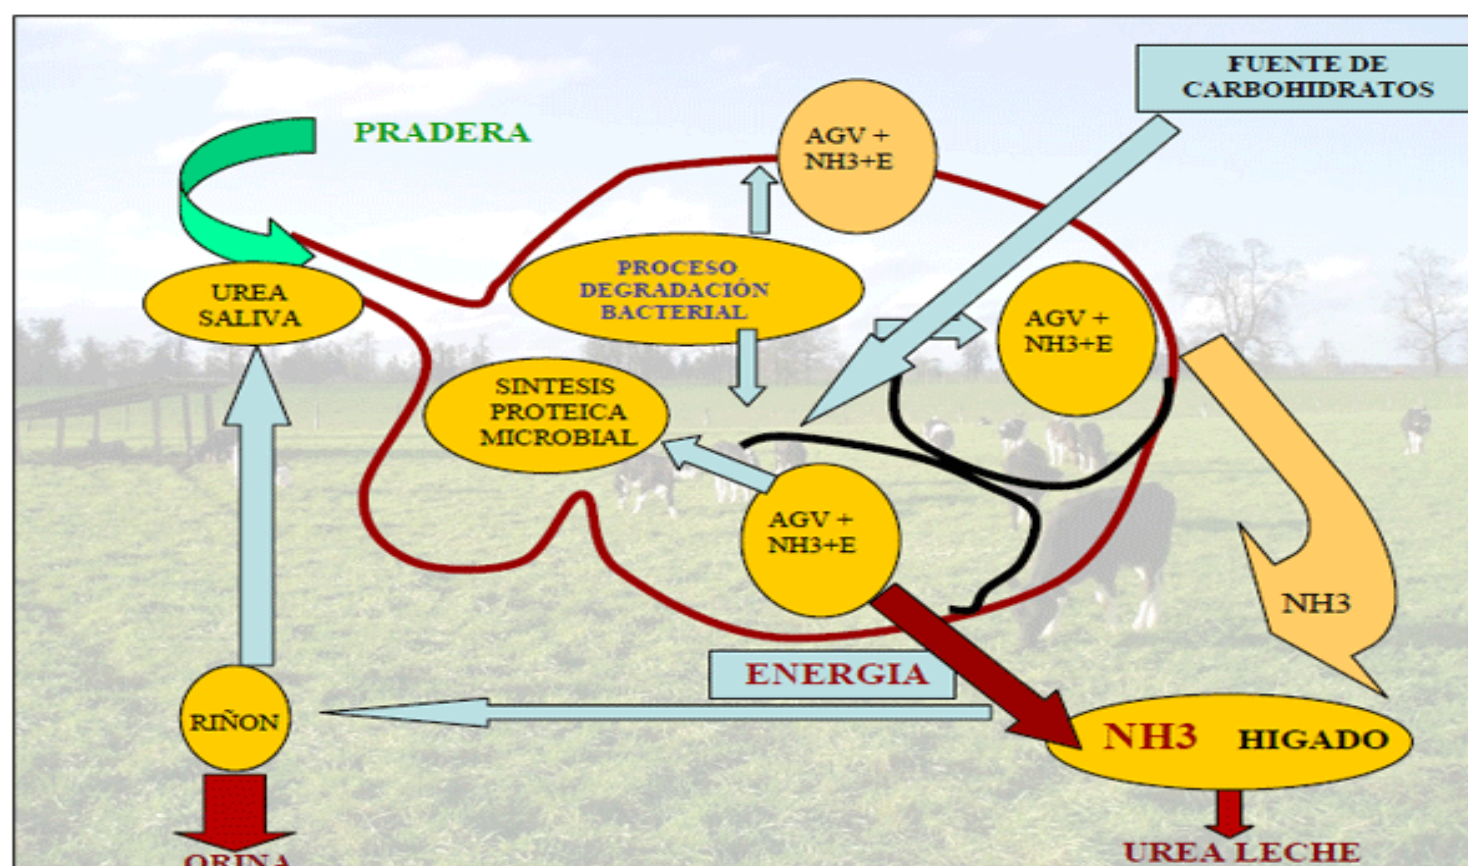 FUENTE DE
CARBOHIDRATOS
PRADERA
AGV +
NH3+E
PROCESO
DEGRADACIÓN
BACTERIAL
UREA
SALIVA
AGV +
NH3+E
SINTESIS
PROTEICA
MICROBIAL
AGV +
NH3+E
NH3
ENERGIA
RIÑON
NH3 HIGADO
ORINA
UREA LECHE